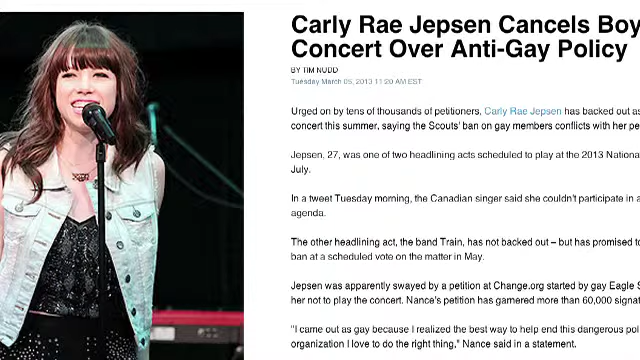 Carly Rae Jepsen Cancels Boy
Concert Over Anti-Gay Policy
BY TIM NUDD
Tuesday March 05, 2013 11:20 AM EST
Urged on by tens of thousands of petitioners, Carly Rae Jepsen has backed out as
concert this summer, saying the Scouts' ban on gay members conflicts with her pe
Jepsen, 27, was one of two headlining acts scheduled to play at the 2013 Nationa
July.
In a tweet Tuesday morning, the Canadian singer said she couldn't participate in a
agenda.
The other headlining act, the band Train, has not backed out – but has promised to
ban at a scheduled vote on the matter in May.
Jepsen was apparently swayed by a petition at Change.org started by gay Eagle S
her not to play the concert. Nance's petition has garnered more than 60,000 signat
"I came out as gay because I realized the best way to help end this dangerous pol
organization I love to do the right thing," Nance said in a statement.